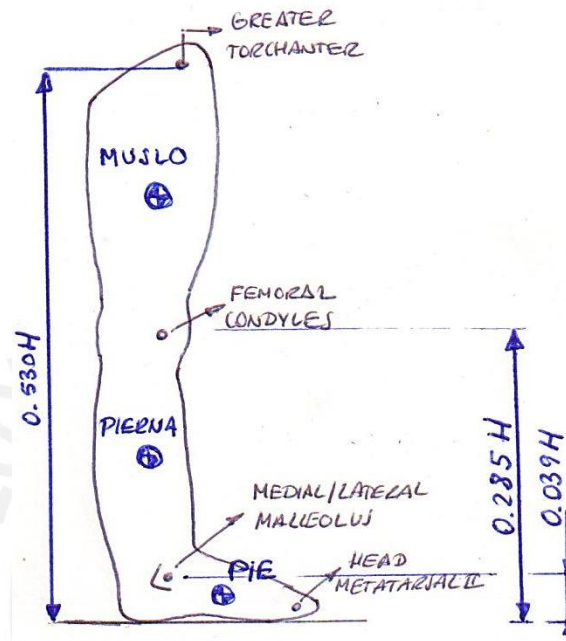 GREATER
TORCHANTER
MUSLO
FEMORAL
CONDYLES
0.530H
PIERNA
0.285H
0.039H
MEDIAL/LATERAL
MALLEOLUS
PIE
HEAD
METATARSAL II